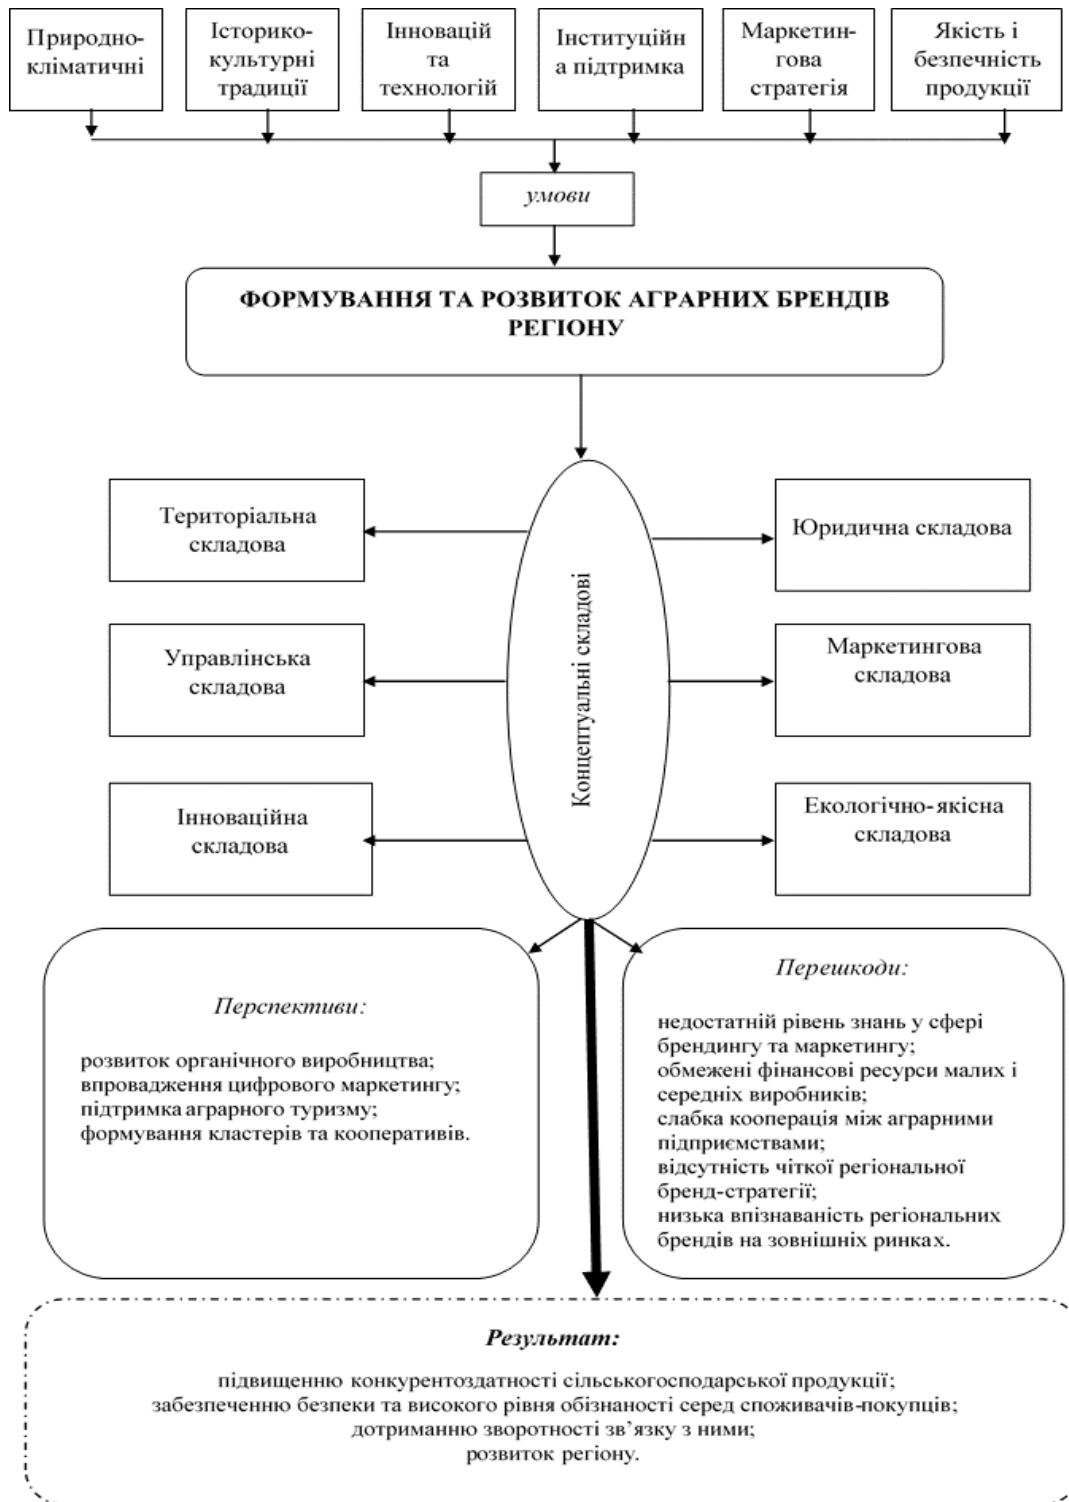 Природно-
кліматичні
Історико-
культурні
традиції
Інновацій
та
технологій
Інституційн
а підтримка
Маркетин-
гова
стратегія
Якість і
безпечність
продукції
умови
ФОРМУВАННЯ ТА РОЗВИТОК АГРАРНИХ БРЕНДІВ
РЕГІОНУ
Концептуальні складові
Територіальна
складова
Юридична складова
Управлінська
складова
Маркетингова
складова
Інноваційна
складова
Екологічно-якісна
складова
Перспективи:
розвиток органічного виробництва;
впровадження цифрового маркетингу;
підтримка аграрного туризму;
формування кластерів та кооперативів.
Перешкоди:
недостатній рівень знань у сфері
брендингу та маркетингу;
обмежені фінансові ресурси малих і
середніх виробників;
слабка кооперація між аграрними
підприємствами;
відсутність чіткої регіональної
бренд-стратегії;
низька впізнаваність регіональних
брендів на зовнішніх ринках.
Результат:
підвищенню конкурентоздатності сільськогосподарської продукції;
забезпеченню безпеки та високого рівня обізнаності серед споживачів-покупців;
дотриманню зворотності зв’язку з ними;
розвиток регіону.